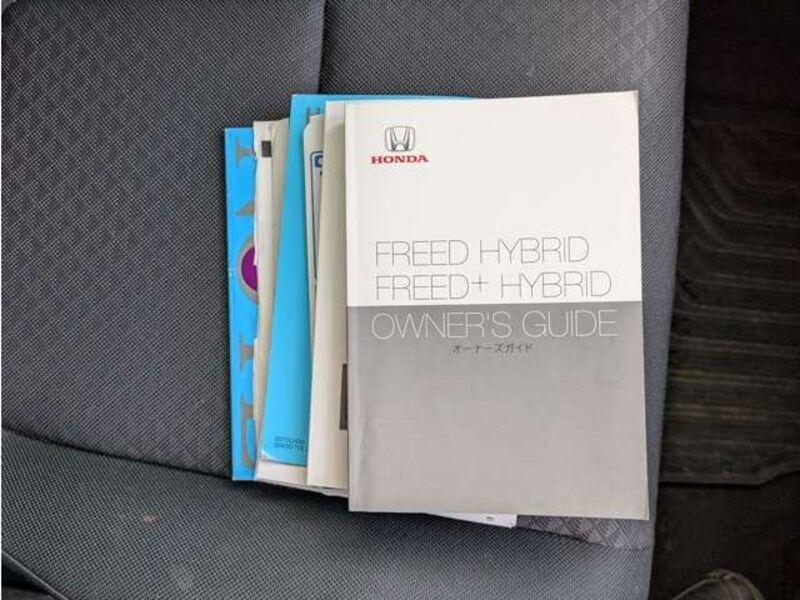 HONDA
FREED HYBRID
FREED+ HYBRID
OWNER'S GUIDE
オーナーズガイド